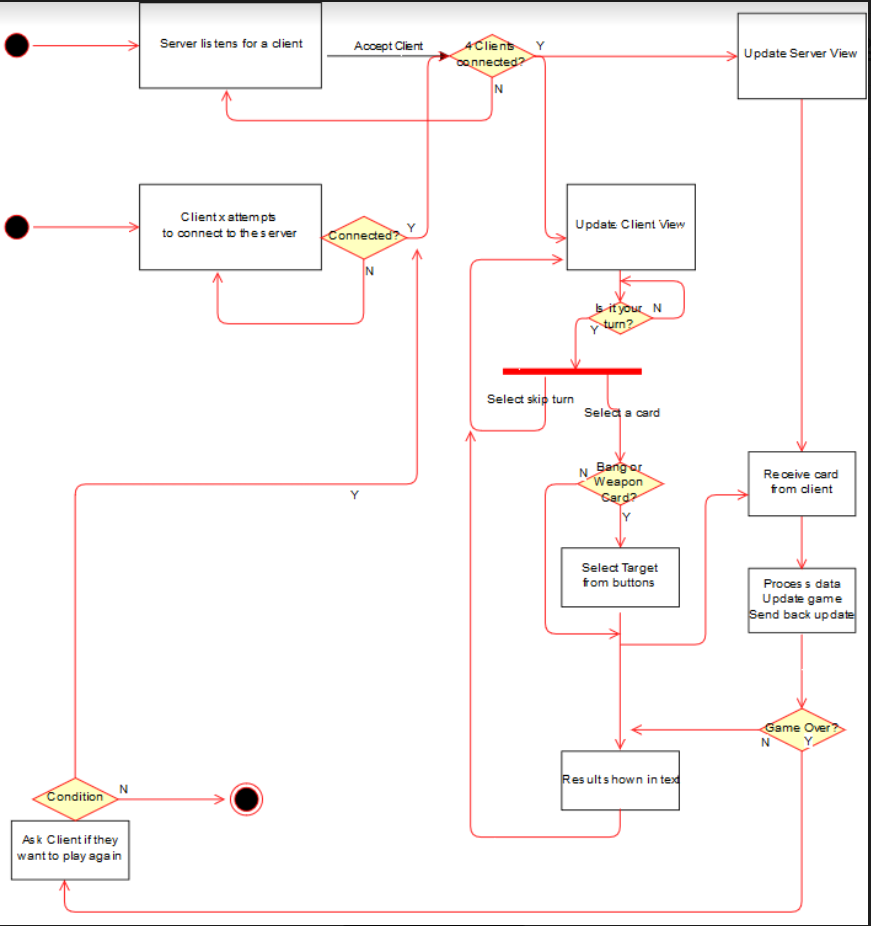 Server listens for a client
Accept Client
4 Clients
connected?
Y
N
Update Server View
Client x attempts
to connect to the server
Connected?
Y
N
Update Client View
Is it your
turn?
N
Y
Select skip turn
Select a card
N
Bang or
Weapon
Card?
Y
Receive card
from client
Y
Select Target
from buttons
Process data
Update game
Send back update
Game Over?
N
Y
Results shown in text
Condition
N
Ask Client if they
want to play again